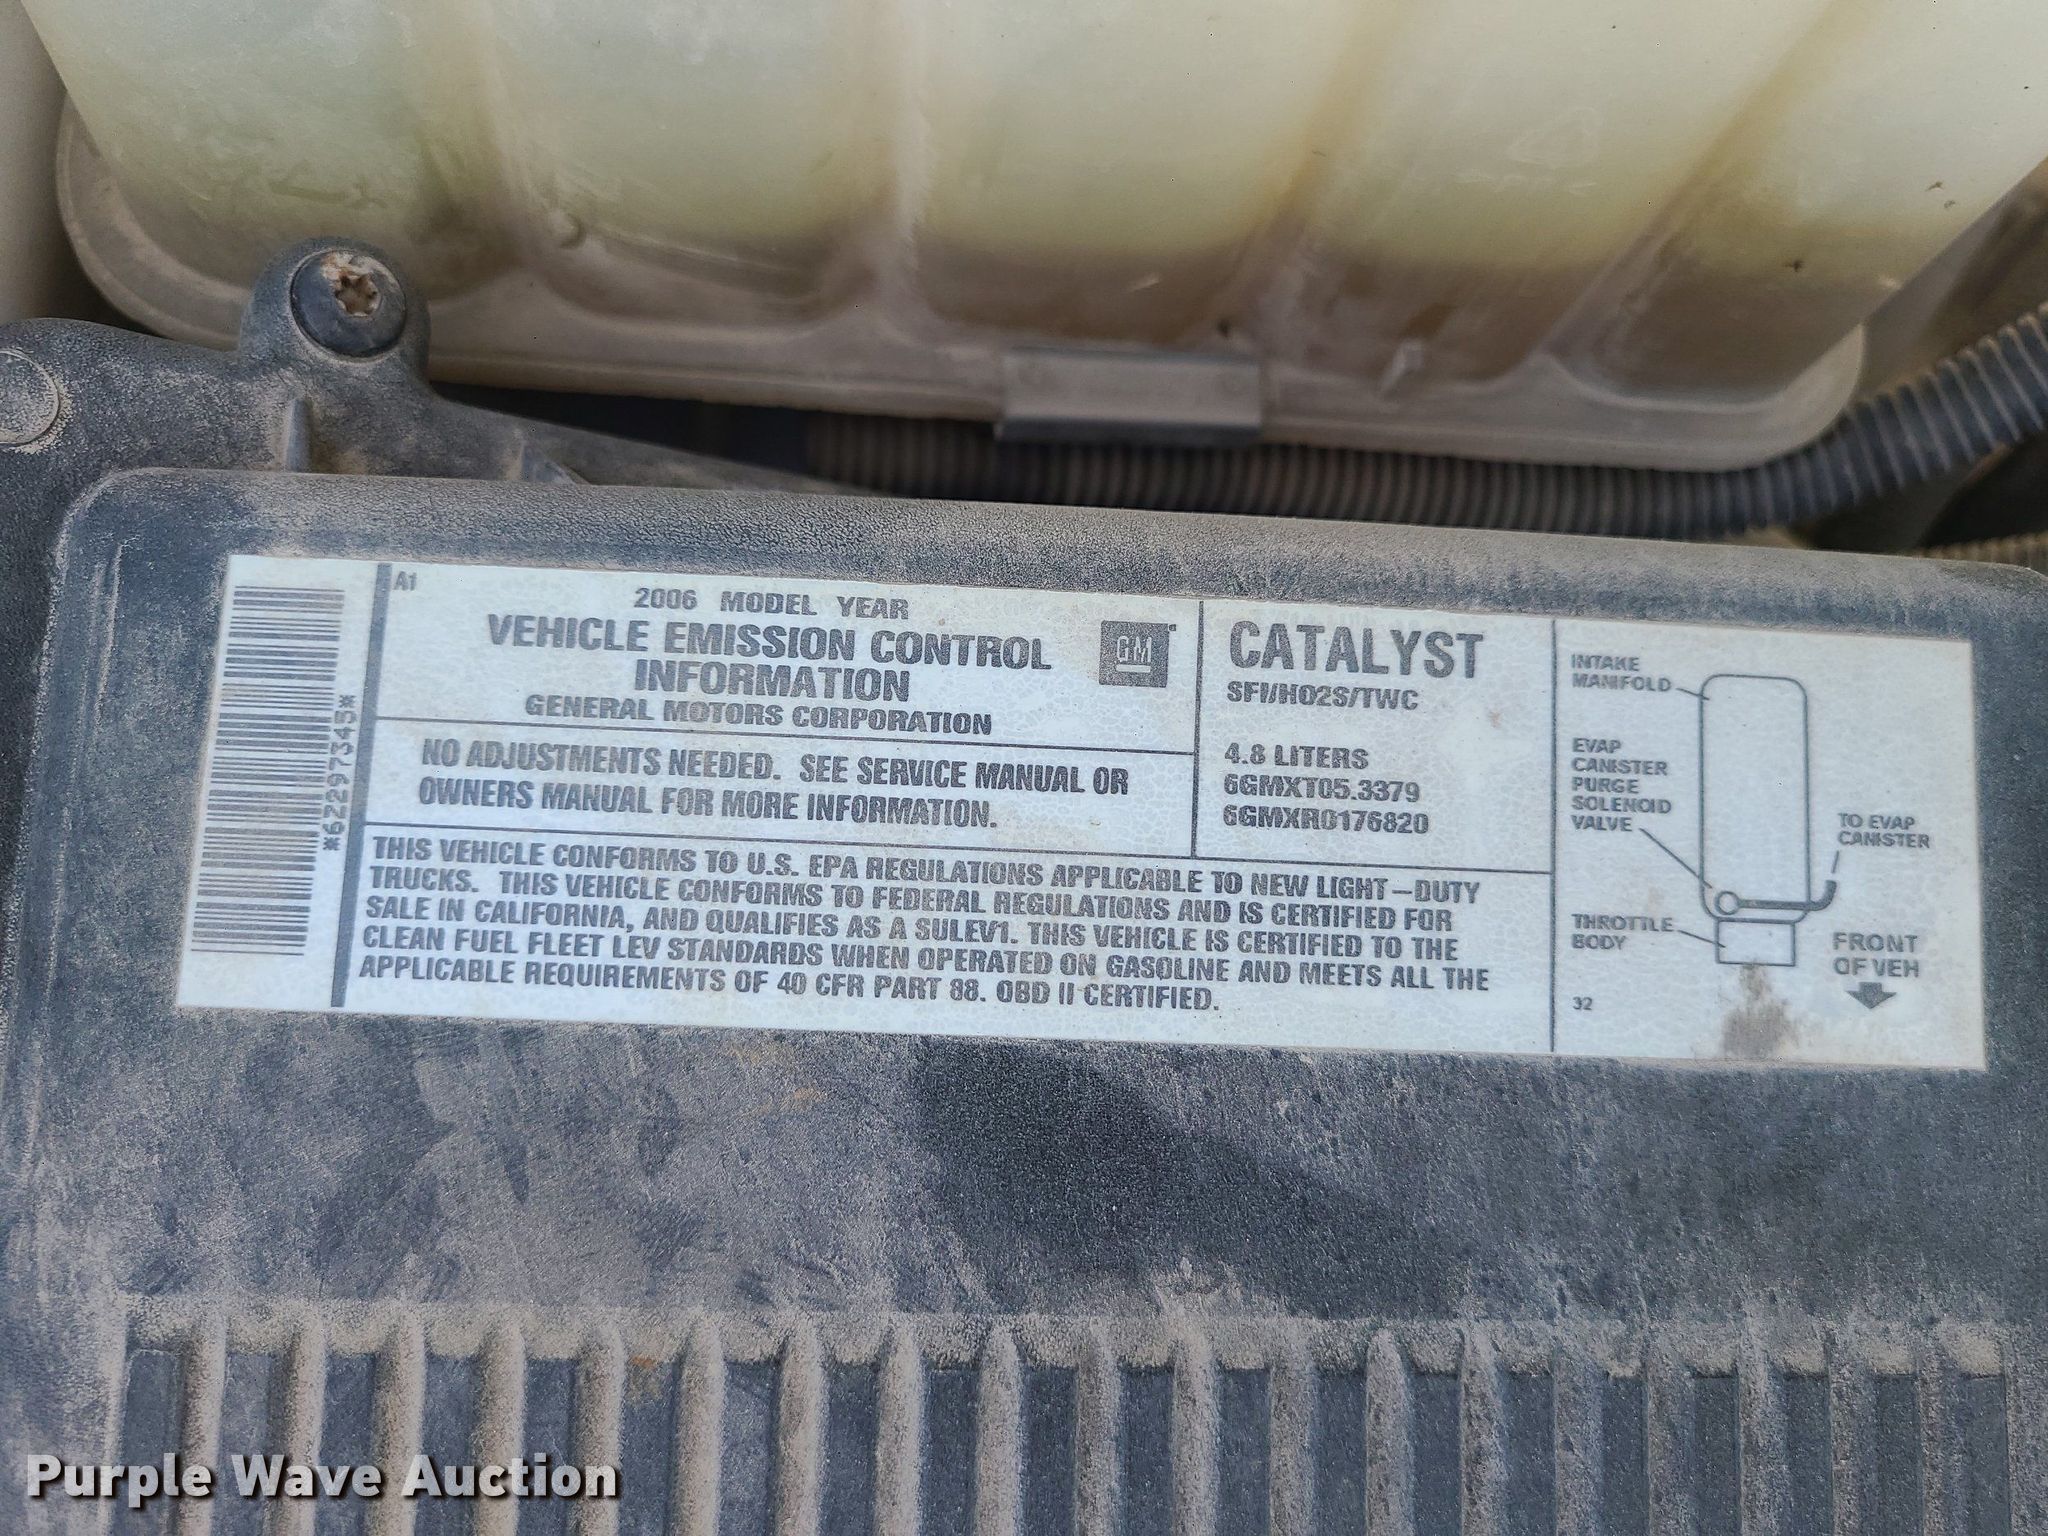 *62297345*
A1
2006 MODEL YEAR
VEHICLE EMISSION CONTROL
INFORMATION
GENERAL MOTORS CORPORATION
GM
NO ADJUSTMENTS NEEDED. SEE SERVICE MANUAL OR
OWNERS MANUAL FOR MORE INFORMATION.
CATALYST
SFI/HO2S/TWC
4.8 LITERS
6GMXT05.3379
6GMXR0176820
THIS VEHICLE CONFORMS TO U.S. EPA REGULATIONS APPLICABLE TO NEW LIGHT-DUTY
TRUCKS. THIS VEHICLE CONFORMS TO FEDERAL REGULATIONS AND IS CERTIFIED FOR
SALE IN CALIFORNIA, AND QUALIFIES AS A SULEV1. THIS VEHICLE IS CERTIFIED TO THE
CLEAN FUEL FLEET LEV STANDARDS WHEN OPERATED ON GASOLINE AND MEETS ALL THE
APPLICABLE REQUIREMENTS OF 40 CFR PART 88. OBD II CERTIFIED.
INTAKE
MANIFOLD
EVAP
CANISTER
PURGE
SOLENOID
VALVE
TO EVAP
CANISTER
THROTTLE
BODY
FRONT
OF VEH
32
Purple Wave Auction